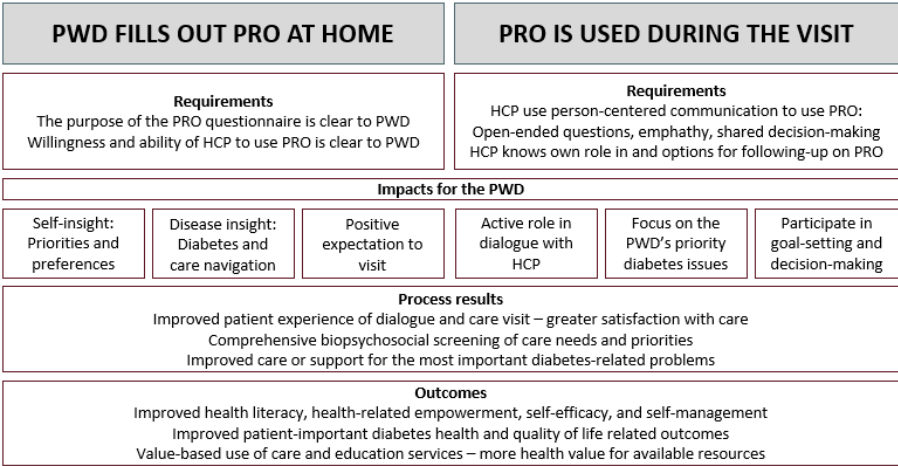 PWD FILLS OUT PRO AT HOME
PRO IS USED DURING THE VISIT
Requirements
The purpose of the PRO questionnaire is clear to PWD
Willingness and ability of HCP to use PRO is clear to PWD
Requirements
HCP use person-centered communication to use PRO:
Open-ended questions, emphathy, shared decision-making
HCP knows own role in and options for following-up on PRO
Impacts for the PWD
Self-insight:
Priorities and
preferences
Disease insight:
Diabetes and
care navigation
Positive
expectation to
visit
Active role in
dialogue with
HCP
Focus on the
PWD's priority
diabetes issues
Participate in
goal-setting and
decision-making
Process results
Improved patient experience of dialogue and care visit – greater satisfaction with care
Comprehensive biopsychosocial screening of care needs and priorities
Improved care or support for the most important diabetes-related problems
Outcomes
Improved health literacy, health-related empowerment, self-efficacy, and self-management
Improved patient-important diabetes health and quality of life related outcomes
Value-based use of care and education services – more health value for available resources